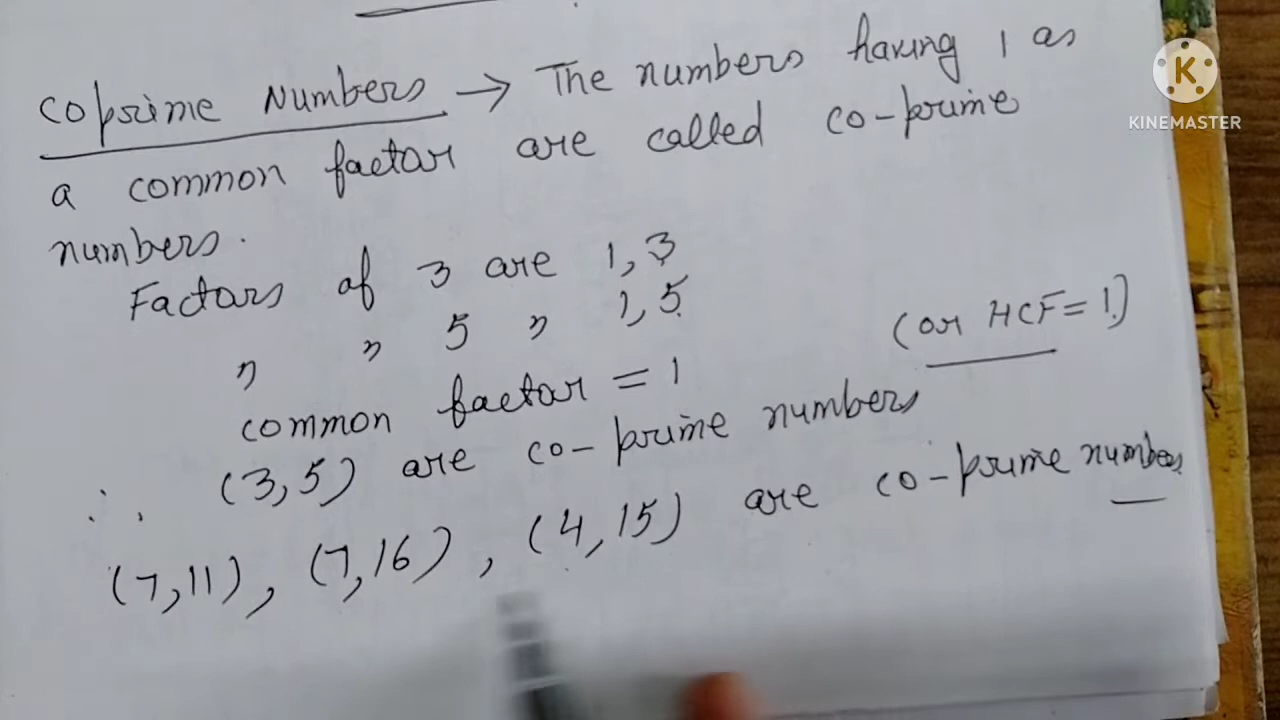 coprime Numbers → The numbers having 1 as
a common factor are called co-prime
numbers.
Factors of 3 are 1, 3
" " 5 " 1, 5
common factor = 1 (or HCF = 1)
∴ (3, 5) are co-prime numbers
(7, 11), (7, 16), (4, 15) are co-prime numbers
K
KINEMASTER